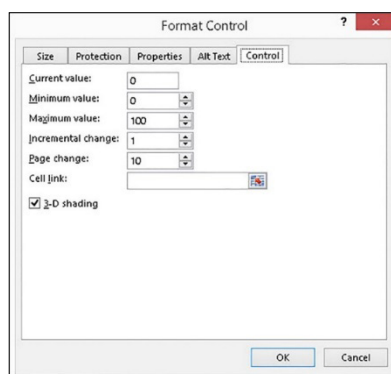 Format Control
?
×
Size Protection Properties Alt Text Control
Current value: 0
Minimum value: 0
Maximum value: 100
Incremental change: 1
Page change: 10
Cell link:
3-D shading
OK Cancel